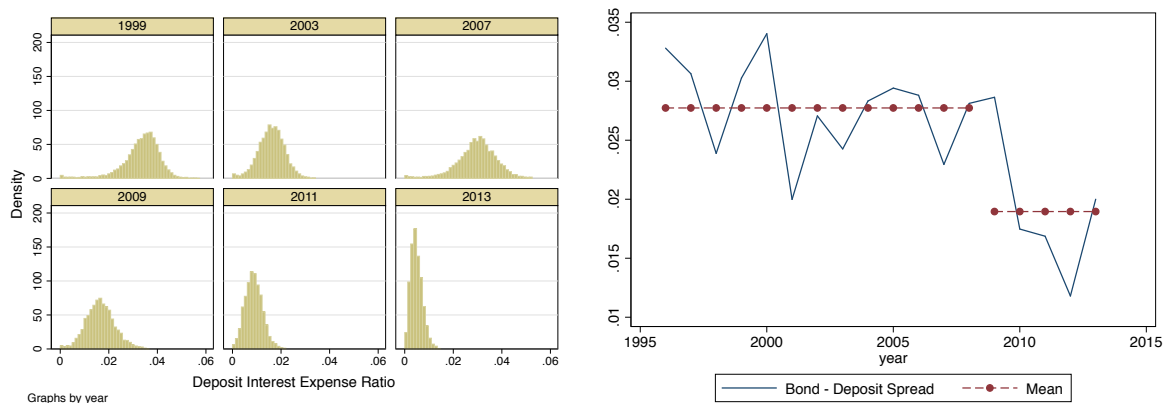 1999 2003 2007
200
150
100
50
0
2009 2011 2013
200
150
100
50
0
0 .02 .04 .06 0 .02 .04 .06 0 .02 .04 .06
Density
Deposit Interest Expense Ratio
Graphs by year
.035
.03
.025
.02
.015
.01
1995 2000 2005 2010 2015
year
Bond - Deposit Spread Mean